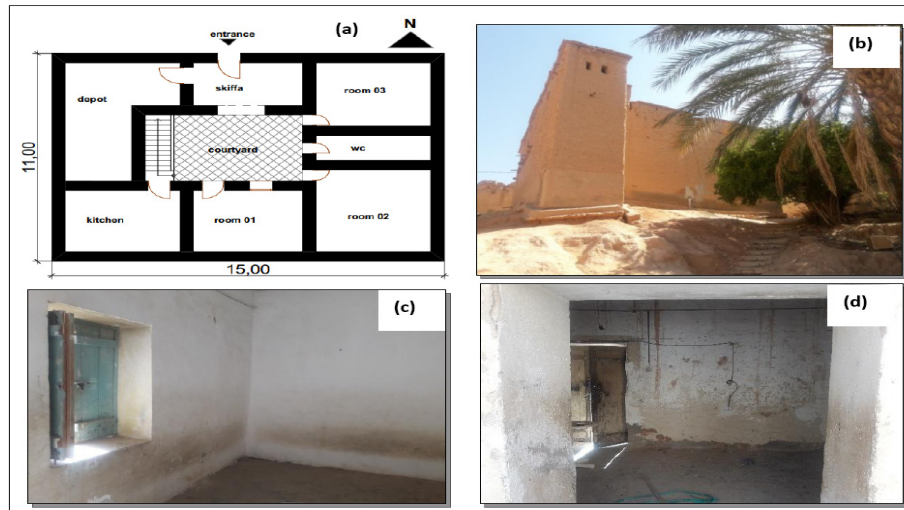 entrance
(a)
N
depot
skiffa
room 03
courtyard
wc
kitchen
room 01
room 02
11,00
15,00
(b)
(c)
(d)